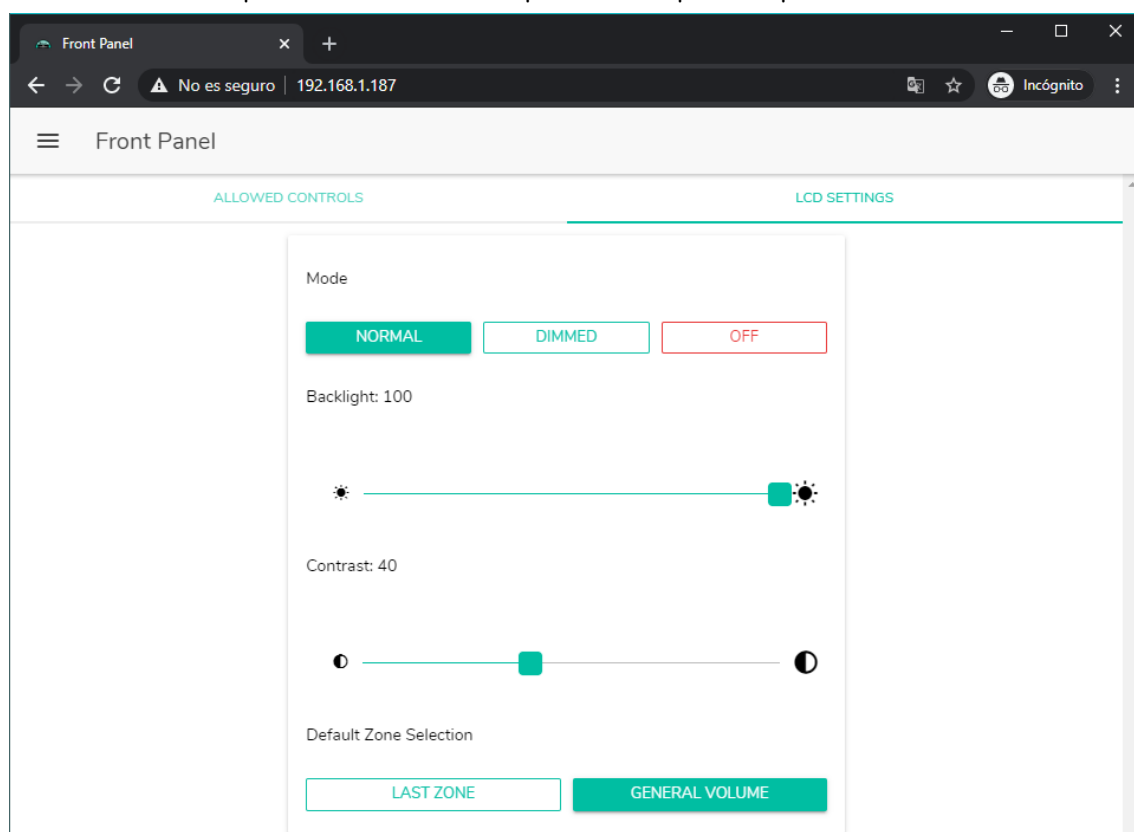 Front Panel
No es seguro 192.168.1.187 Incógnito
Front Panel
ALLOWED CONTROLS LCD SETTINGS
Mode
NORMAL DIMMED OFF
Backlight: 100
Contrast: 40
Default Zone Selection
LAST ZONE GENERAL VOLUME